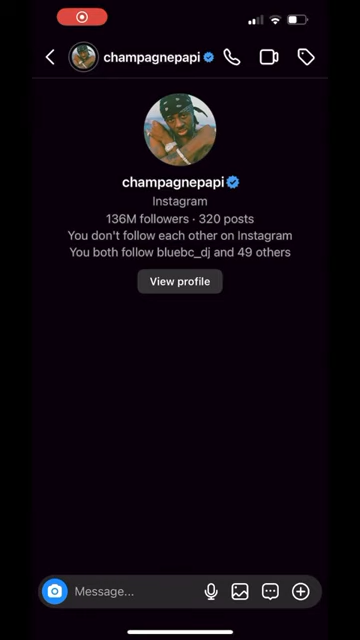 champagnepapi
champagnepapi
Instagram
136M followers · 320 posts
You don't follow each other on Instagram
You both follow bluebc_dj and 49 others
View profile
Message...